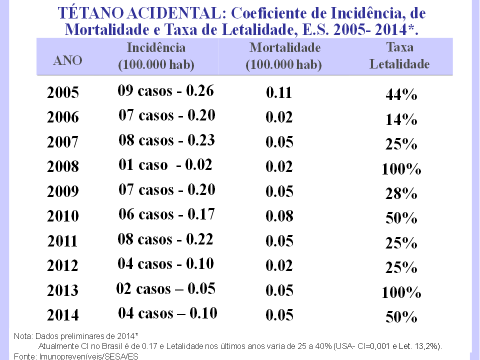 TÉTANO ACIDENTAL: Coeficiente de Incidência, de
Mortalidade e Taxa de Letalidade, E.S. 2005- 2014*.
ANO Incidência (100.000 hab) Mortalidade (100.000 hab) Taxa Letalidade
2005 09 casos - 0.26 0.11 44%
2006 07 casos - 0.20 0.02 14%
2007 08 casos - 0.23 0.05 25%
2008 01 caso - 0.02 0.02 100%
2009 07 casos - 0.20 0.05 28%
2010 06 casos - 0.17 0.08 50%
2011 08 casos - 0.22 0.05 25%
2012 04 casos - 0.10 0.02 25%
2013 02 casos – 0.05 0.05 100%
2014 04 casos – 0.10 0.05 50%
Nota: Dados preliminares de 2014*
Atualmente CI no Brasil é de 0.17 e Letalidade nos últimos anos varia de 25 a 40% (USA- CI=0,001 e Let. 13,2%).
Fonte: Imunopreveníveis/SESA/ES